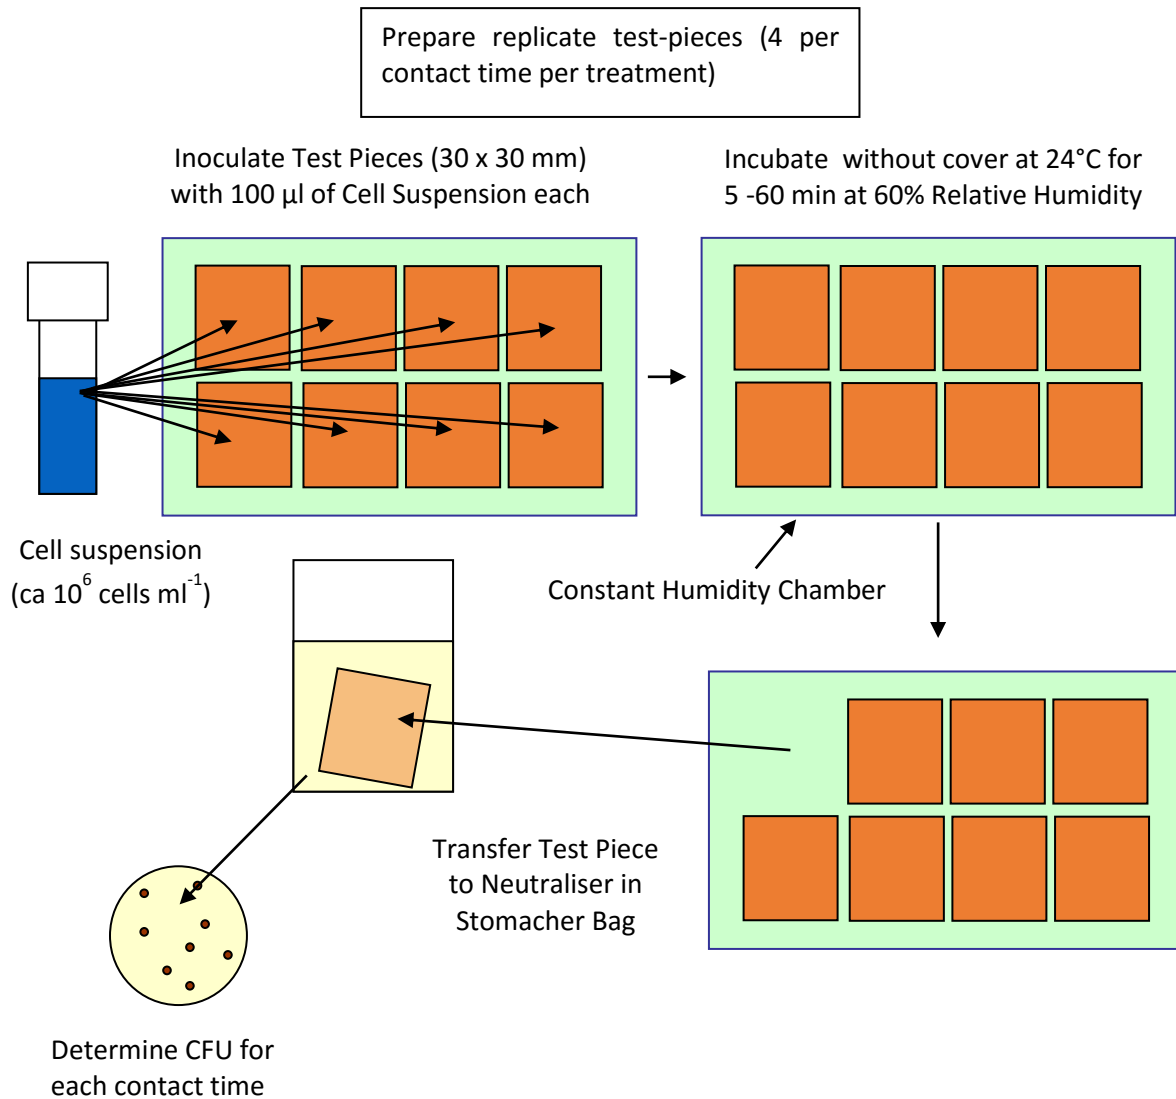 Prepare replicate test-pieces (4 per
contact time per treatment)
Inoculate Test Pieces (30 x 30 mm)
with 100 µl of Cell Suspension each
Incubate without cover at 24°C for
5 -60 min at 60% Relative Humidity
Cell suspension
(ca 10⁶ cells ml⁻¹)
Constant Humidity Chamber
Transfer Test Piece
to Neutraliser in
Stomacher Bag
Determine CFU for
each contact time